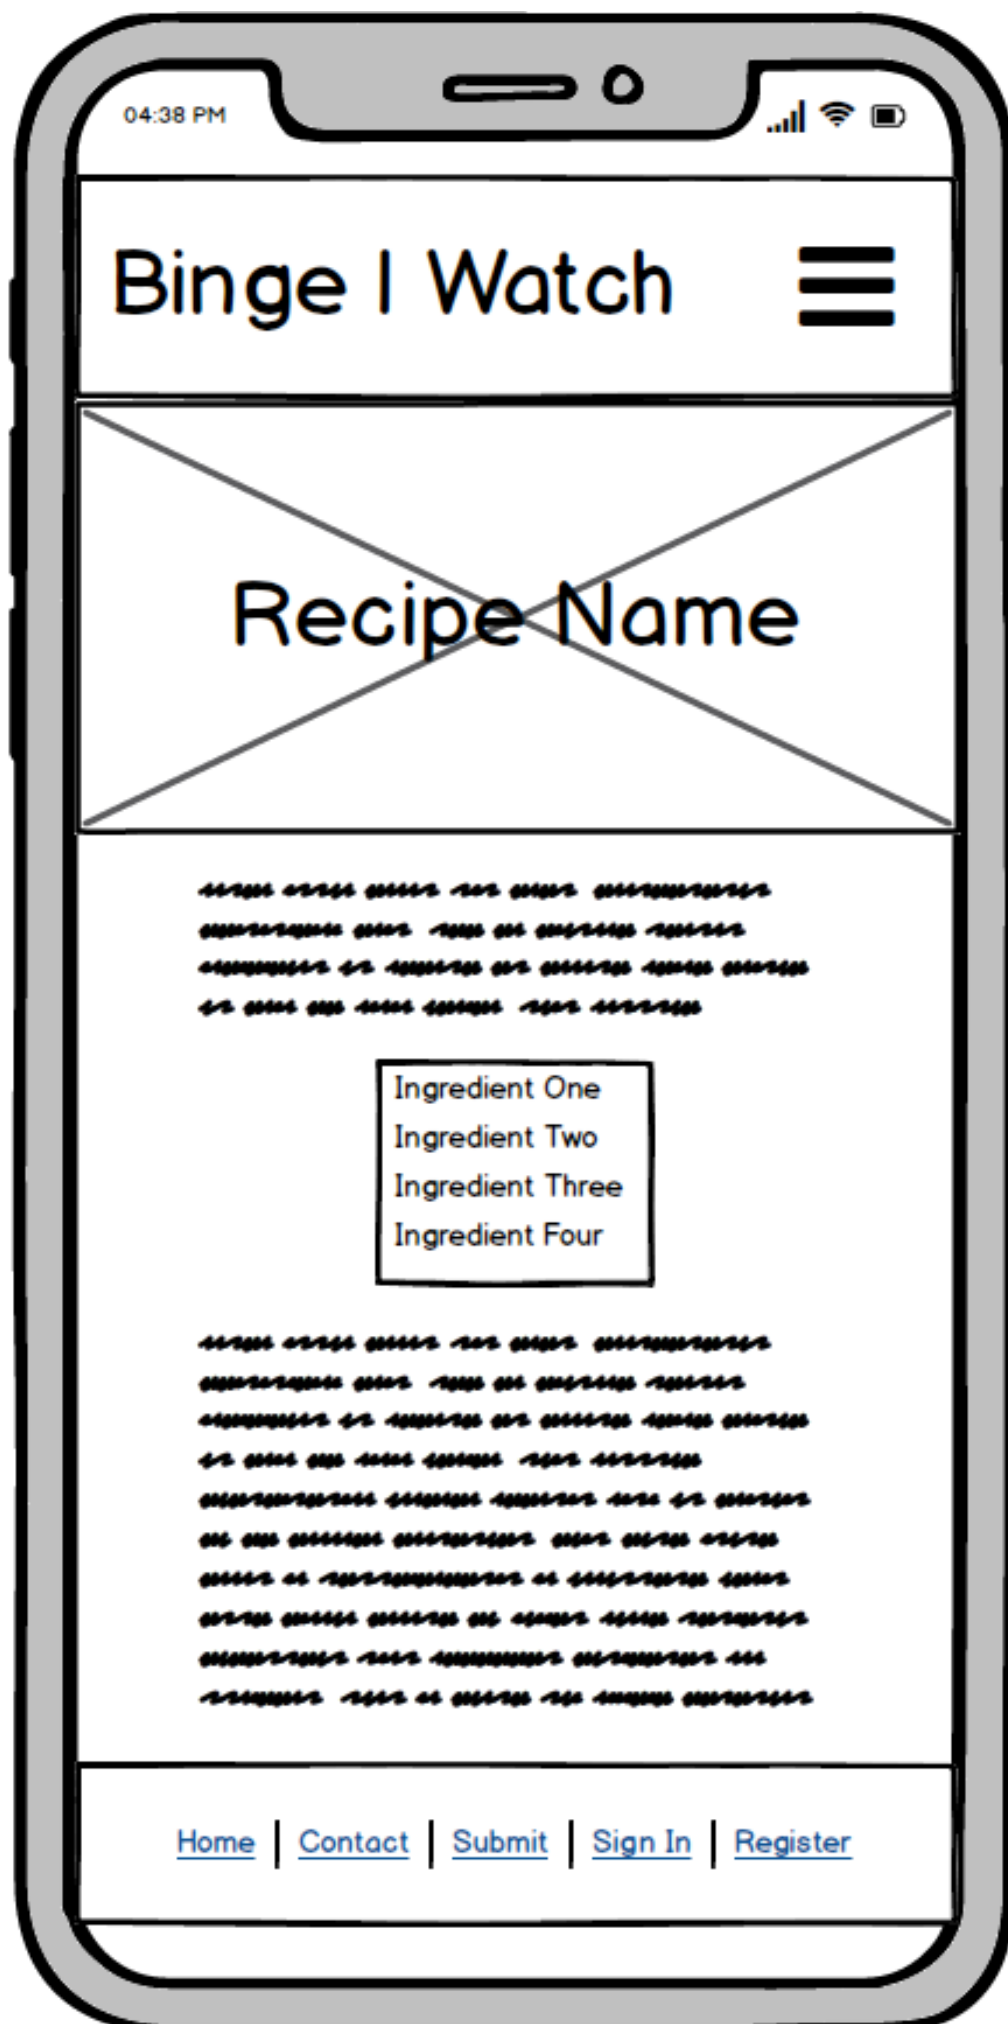 04:38 PM
Binge | Watch
Recipe Name
Ingredient One
Ingredient Two
Ingredient Three
Ingredient Four
Home | Contact | Submit | Sign In | Register